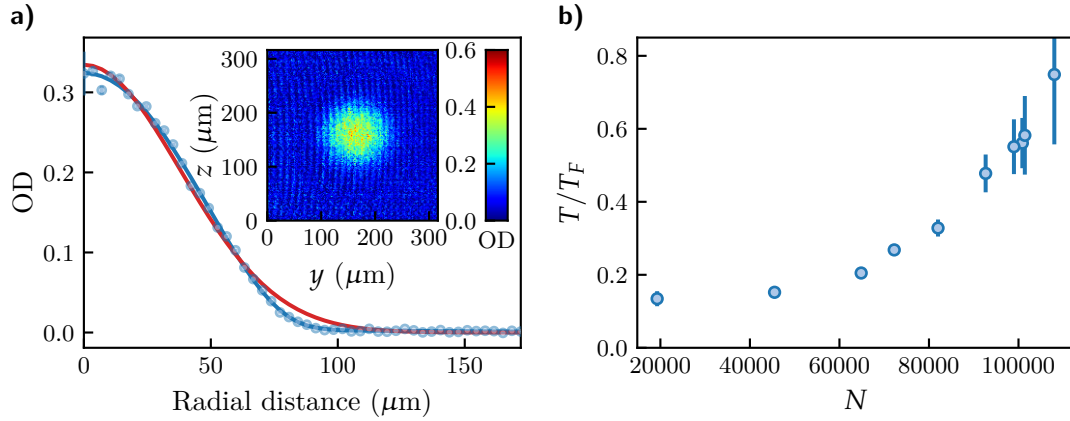 a)
OD
0.3
0.2
0.1
0.0
0 50 100 150
Radial distance (μm)
z (μm)
300
200
100
0
0 100 200 300
y (μm)
0.6
0.4
0.2
0.0
OD
b)
T/T_F
0.8
0.6
0.4
0.2
0.0
20000 40000 60000 80000 100000
N